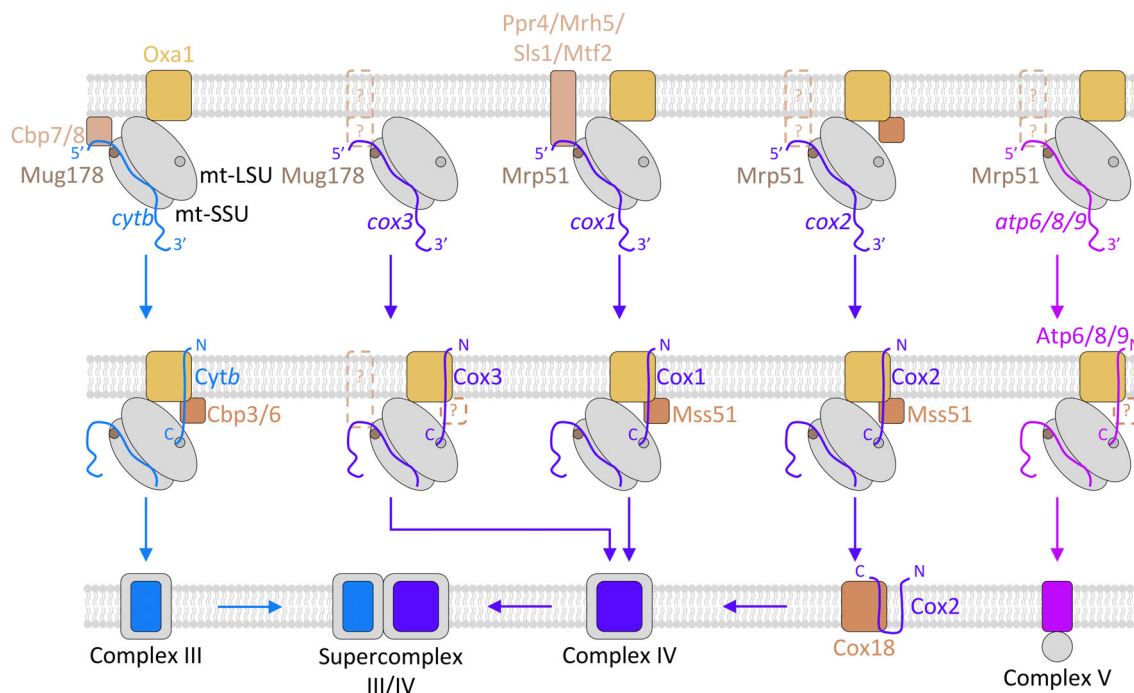 Ppr4/Mrh5/
Sls1/Mtf2
Oxa1
?
?
?
Cbp7/8
?
?
?
5’
5’
5’
5’
5’
Mug178
Mug178
Mrp51
Mrp51
Mrp51
mt-LSU
mt-SSU
cytb
cox3
cox1
cox2
atp6/8/9
3’
3’
3’
3’
3’
Atp6/8/9
N
N
N
N
N
?
Cytb
Cox3
Cox1
Cox2
Cbp3/6
?
Mss51
Mss51
?
C
C
C
C
C
C
N
Cox2
Complex III
Supercomplex
III/IV
Complex IV
Cox18
Complex V